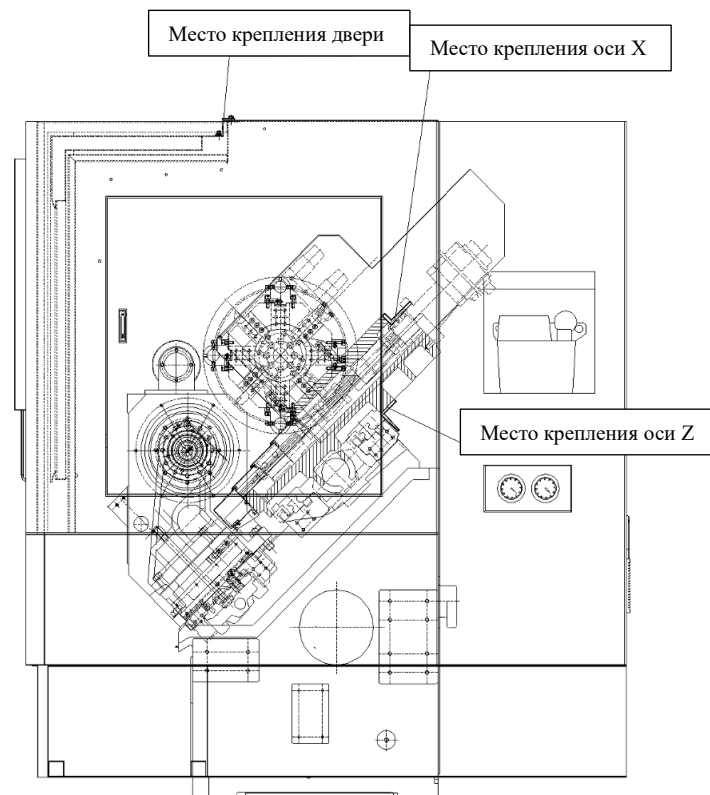 Место крепления двери
Место крепления оси X
Место крепления оси Z